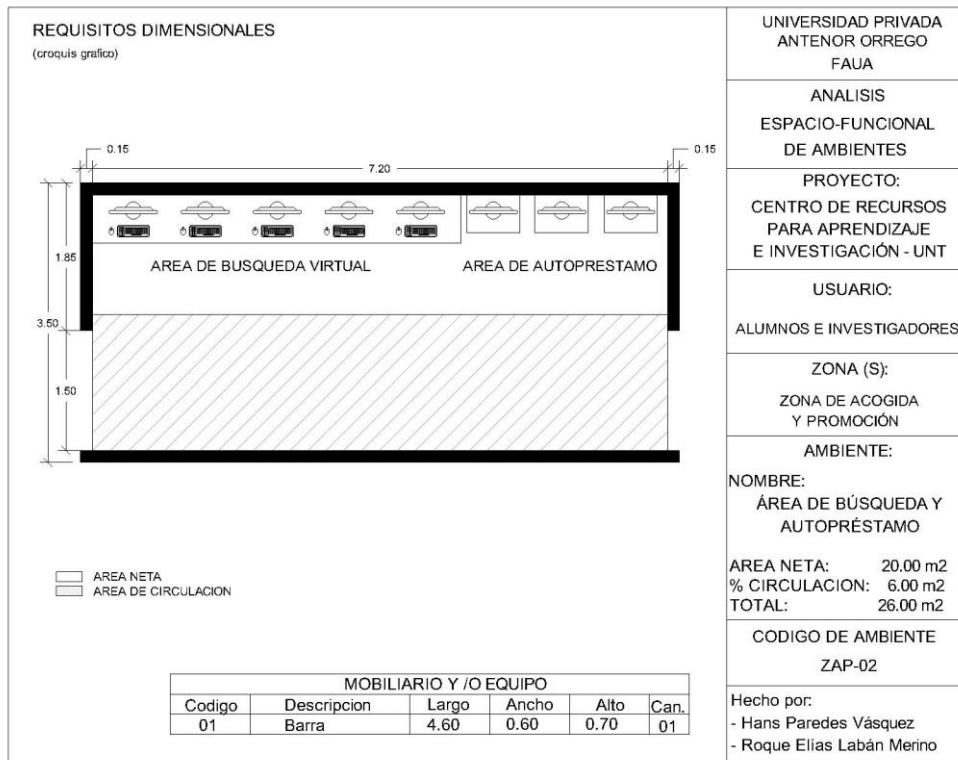 REQUISITOS DIMENSIONALES
(croquis grafico)
0.15
7.20
0.15
1.85
3.50
1.50
AREA DE BUSQUEDA VIRTUAL
AREA DE AUTOPRESTAMO
AREA NETA
AREA DE CIRCULACION
MOBILIARIO Y /O EQUIPO
Codigo Descripcion Largo Ancho Alto Can.
01 Barra 4.60 0.60 0.70 01
UNIVERSIDAD PRIVADA
ANTENOR ORREGO
FAUA
ANALISIS
ESPACIO-FUNCIONAL
DE AMBIENTES
PROYECTO:
CENTRO DE RECURSOS
PARA APRENDIZAJE
E INVESTIGACIÓN - UNT
USUARIO:
ALUMNOS E INVESTIGADORES
ZONA (S):
ZONA DE ACOGIDA
Y PROMOCIÓN
AMBIENTE:
NOMBRE:
ÁREA DE BÚSQUEDA Y
AUTOPRÉSTAMO
AREA NETA: 20.00 m2
% CIRCULACION: 6.00 m2
TOTAL: 26.00 m2
CODIGO DE AMBIENTE
ZAP-02
Hecho por:
- Hans Paredes Vásquez
- Roque Elías Labán Merino